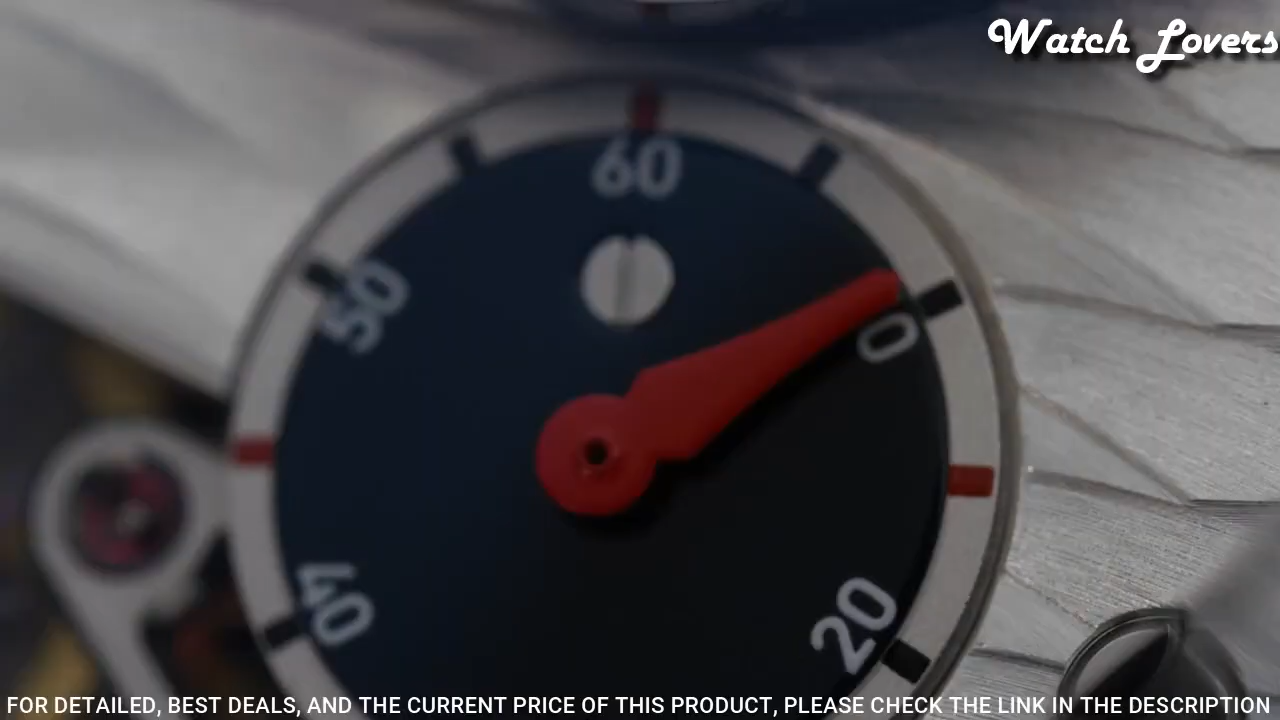 Watch Lovers
60
50
0
40
20
FOR DETAILED, BEST DEALS, AND THE CURRENT PRICE OF THIS PRODUCT, PLEASE CHECK THE LINK IN THE DESCRIPTION